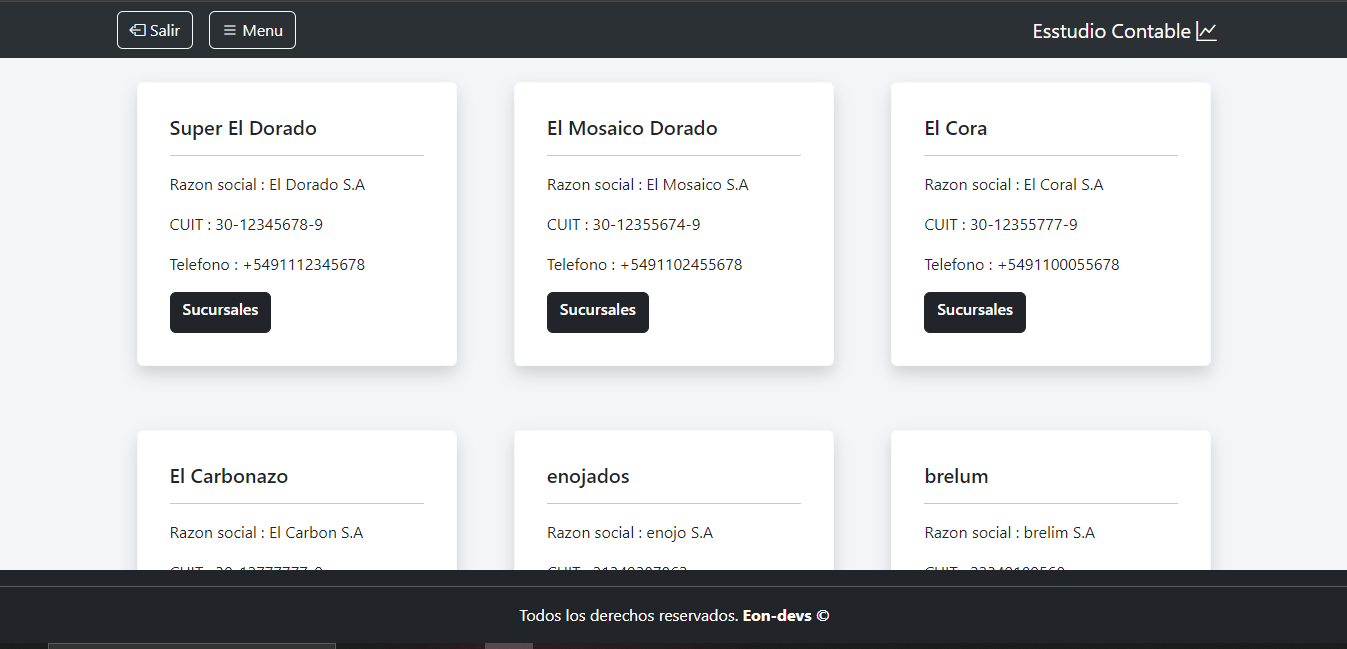 Salir
Menu
Esstudio Contable
Super El Dorado
Razon social : El Dorado S.A
CUIT : 30-12345678-9
Telefono : +5491112345678
Sucursales
El Mosaico Dorado
Razon social : El Mosaico S.A
CUIT : 30-12355674-9
Telefono : +5491102455678
Sucursales
El Cora
Razon social : El Coral S.A
CUIT : 30-12355777-9
Telefono : +5491100055678
Sucursales
El Carbonazo
Razon social : El Carbon S.A
CUIT :
enojados
Razon social : enojo S.A
CUIT :
brelum
Razon social : brelim S.A
CUIT :
Todos los derechos reservados. Eon-devs ©